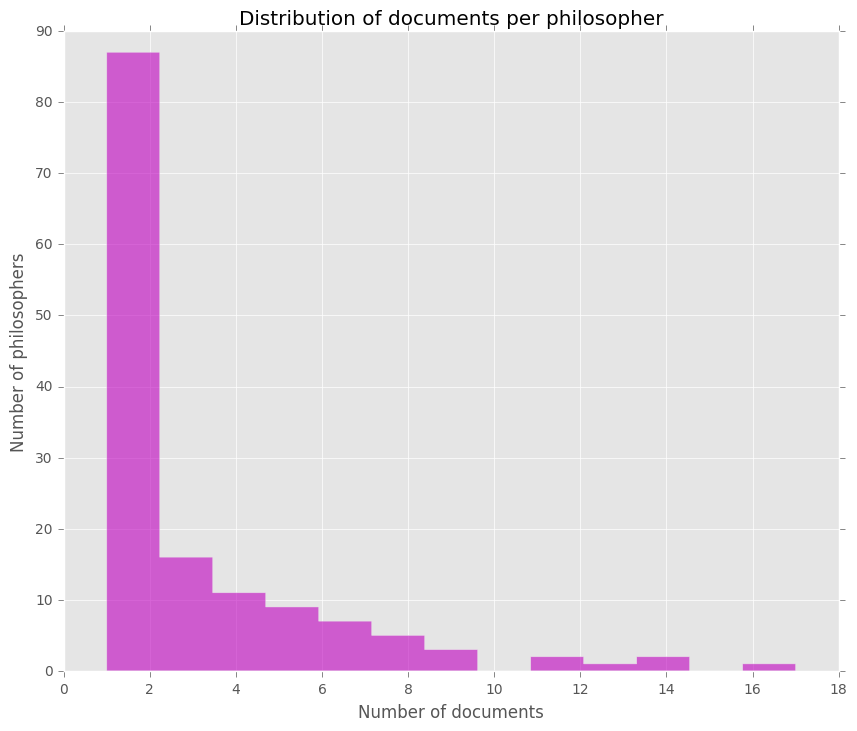 Distribution of documents per philosopher
90
80
70
60
50
40
30
20
10
0
Number of philosophers
0 2 4 6 8 10 12 14 16 18
Number of documents